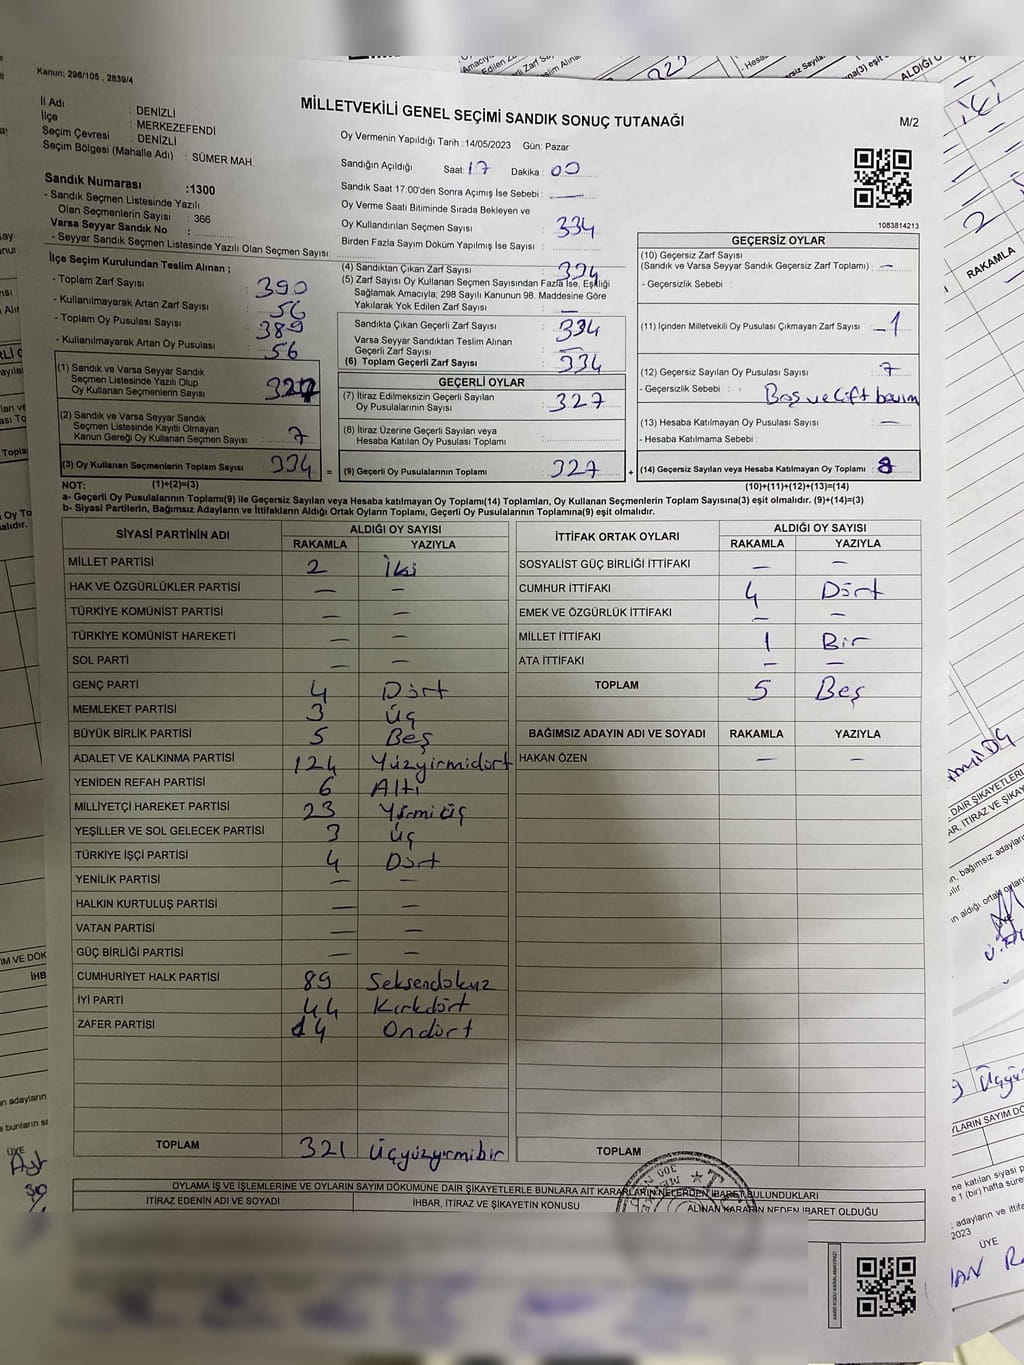 Kanun; 298/105 , 2839/4
MİLLETVEKİLİ GENEL SEÇİMİ SANDIK SONUÇ TUTANAĞI
M/2
İl Adı : DENİZLİ
İlçe : MERKEZEFENDİ
Seçim Çevresi : DENİZLİ
Seçim Bölgesi (Mahalle Adı) : SÜMER MAH.
Sandık Numarası :1300
- Sandık Seçmen Listesinde Yazılı
Olan Seçmenlerin Sayısı : 366
Varsa Seyyar Sandık No :
- Seyyar Sandık Seçmen Listesinde Yazılı Olan Seçmen Sayısı:
Oy Vermenin Yapıldığı Tarih :14/05/2023 Gün: Pazar
Sandığın Açıldığı Saat: 17 Dakika : 00
Sandık Saat 17:00'den Sonra Açımış İse Sebebi : —
Oy Verme Saati Bitiminde Sırada Bekleyen ve
Oy Kullandırılan Seçmen Sayısı : 334
Birden Fazla Sayım Döküm Yapılmış İse Sayısı :
1083814213
İlçe Seçim Kurulundan Teslim Alınan ;
- Toplam Zarf Sayısı : 390
- Kullanılmayarak Artan Zarf Sayısı : 56
- Toplam Oy Pusulası Sayısı : 389
- Kullanılmayarak Artan Oy Pusulası : 56
(1) Sandık ve Varsa Seyyar Sandık
Seçmen Listesinde Yazılı Olup
Oy Kullanan Seçmenlerin Sayısı : 327
(2) Sandık ve Varsa Seyyar Sandık
Seçmen Listesinde Kayıtlı Olmayan
Kanun Gereği Oy Kullanan Seçmen Sayısı : 7
(3) Oy Kullanan Seçmenlerin Toplam Sayısı : 334
(4) Sandıktan Çıkan Zarf Sayısı : 334
(5) Zarf Sayısı Oy Kullanan Seçmen Sayısından Fazla İse, Eşitliği
Sağlamak Amacıyla, 298 Sayılı Kanunun 98. Maddesine Göre
Yakılarak Yok Edilen Zarf Sayısı : —
Sandıkta Çıkan Geçerli Zarf Sayısı : 334
Varsa Seyyar Sandıktan Teslim Alınan
Geçerli Zarf Sayısı : —
(6) Toplam Geçerli Zarf Sayısı : 334
GEÇERLİ OYLAR
(7) İtiraz Edilmeksizin Geçerli Sayılan
Oy Pusulalarının Sayısı : 327
(8) İtiraz Üzerine Geçerli Sayılan veya
Hesaba Katılan Oy Pusulası Toplamı :
= (9) Geçerli Oy Pusulalarının Toplamı : 327
GEÇERSİZ OYLAR
(10) Geçersiz Zarf Sayısı
(Sandık ve Varsa Seyyar Sandık Geçersiz Zarf Toplamı) : —
- Geçersizlik Sebebi :
(11) İçinden Milletvekili Oy Pusulası Çıkmayan Zarf Sayısı : 1
(12) Geçersiz Sayılan Oy Pusulası Sayısı : 7
- Geçersizlik Sebebi : Boş ve Çift basım
(13) Hesaba Katılmayan Oy Pusulası Sayısı : —
- Hesaba Katılmama Sebebi :
+ (14) Geçersiz Sayılan veya Hesaba Katılmayan Oy Toplamı : 8
NOT: (1)+(2)=(3) (10)+(11)+(12)+(13)=(14)
a- Geçerli Oy Pusulalarının Toplamı(9) ile Geçersiz Sayılan veya Hesaba katılmayan Oy Toplamı(14) Toplamları, Oy Kullanan Seçmenlerin Toplam Sayısına(3) eşit olmalıdır. (9)+(14)=(3)
b- Siyasi Partilerin, Bağımsız Adayların ve İttifakların Aldığı Ortak Oyların Toplamı, Geçerli Oy Pusulalarının Toplamına(9) eşit olmalıdır.
SİYASİ PARTİNİN ADI ALDIĞI OY SAYISI
RAKAMLA YAZIYLA
MİLLET PARTİSİ 2 İki
HAK VE ÖZGÜRLÜKLER PARTİSİ — —
TÜRKİYE KOMÜNİST PARTİSİ — —
TÜRKİYE KOMÜNİST HAREKETİ — —
SOL PARTİ — —
GENÇ PARTİ 4 Dört
MEMLEKET PARTİSİ 3 Üç
BÜYÜK BİRLİK PARTİSİ 5 Beş
ADALET VE KALKINMA PARTİSİ 124 Yüzyirmidört
YENİDEN REFAH PARTİSİ 6 Altı
MİLLİYETÇİ HAREKET PARTİSİ 23 Yirmiüç
YEŞİLLER VE SOL GELECEK PARTİSİ 3 Üç
TÜRKİYE İŞÇİ PARTİSİ 4 Dört
YENİLİK PARTİSİ — —
HALKIN KURTULUŞ PARTİSİ — —
VATAN PARTİSİ — —
GÜÇ BİRLİĞİ PARTİSİ — —
CUMHURİYET HALK PARTİSİ 89 Seksendokuz
İYİ PARTİ 44 Kırkdört
ZAFER PARTİSİ 14 Ondört
TOPLAM 321 Üçyüzyirmibir
İTTİFAK ORTAK OYLARI ALDIĞI OY SAYISI
RAKAMLA YAZIYLA
SOSYALİST GÜÇ BİRLİĞİ İTTİFAKI — —
CUMHUR İTTİFAKI 4 Dört
EMEK VE ÖZGÜRLÜK İTTİFAKI — —
MİLLET İTTİFAKI 1 Bir
ATA İTTİFAKI — —
TOPLAM 5 Beş
BAĞIMSIZ ADAYIN ADI VE SOYADI RAKAMLA YAZIYLA
HAKAN ÖZEN — —
TOPLAM
OYLAMA İŞ VE İŞLEMLERİNE VE OYLARIN SAYIM DÖKÜMÜNE DAİR ŞİKAYETLERLE BUNLARA AİT KARARLARIN NELERDEN İBARET BULUNDUKLARI
İTİRAZ EDENİN ADI VE SOYADI İHBAR, İTİRAZ VE ŞİKAYETİN KONUSU ALINAN KARARIN NEDEN İBARET OLDUĞU
RAKAMLA
ÜYE